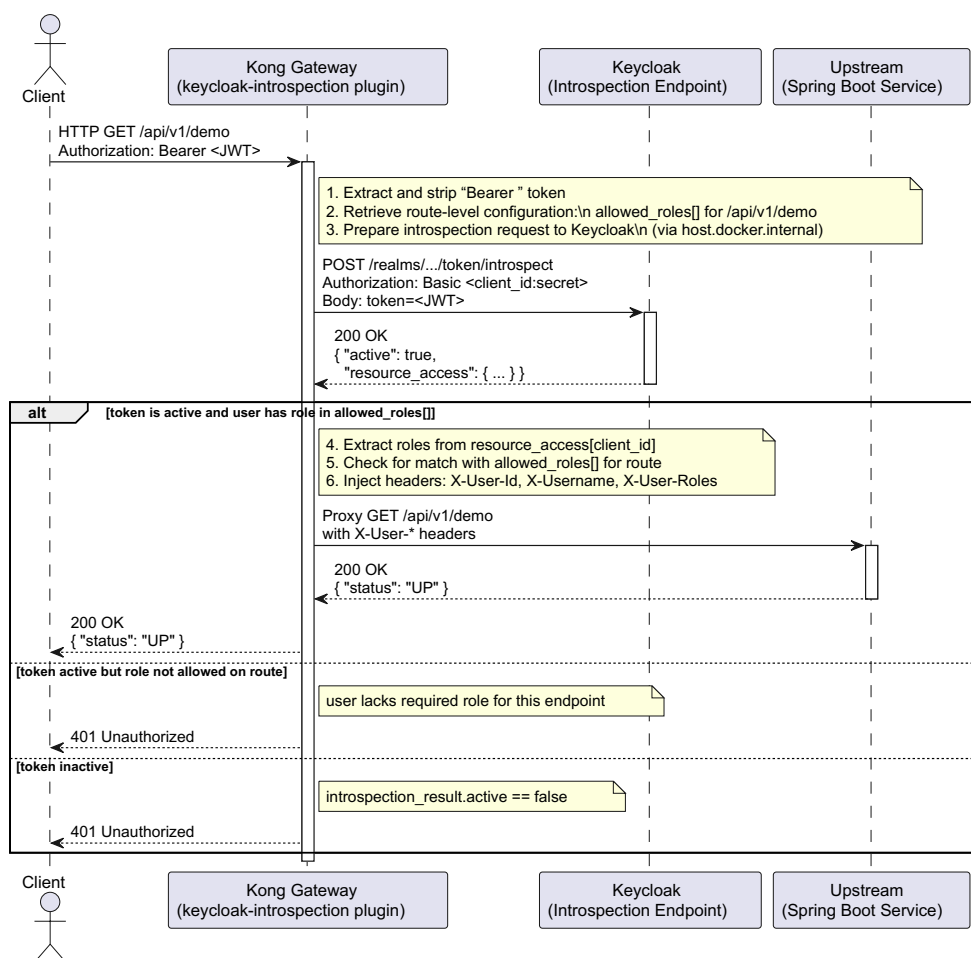 Client
Kong Gateway
(keycloak-introspection plugin)
Keycloak
(Introspection Endpoint)
Upstream
(Spring Boot Service)
HTTP GET /api/v1/demo
Authorization: Bearer <JWT>
1. Extract and strip “Bearer ” token
2. Retrieve route-level configuration:\n allowed_roles[] for /api/v1/demo
3. Prepare introspection request to Keycloak\n (via host.docker.internal)
POST /realms/.../token/introspect
Authorization: Basic <client_id:secret>
Body: token=<JWT>
200 OK
{ "active": true,
"resource_access": { ... } }
alt
[token is active and user has role in allowed_roles[]]
4. Extract roles from resource_access[client_id]
5. Check for match with allowed_roles[] for route
6. Inject headers: X-User-Id, X-Username, X-User-Roles
Proxy GET /api/v1/demo
with X-User-* headers
200 OK
{ "status": "UP" }
200 OK
{ "status": "UP" }
[token active but role not allowed on route]
user lacks required role for this endpoint
401 Unauthorized
[token inactive]
introspection_result.active == false
401 Unauthorized
Client
Kong Gateway
(keycloak-introspection plugin)
Keycloak
(Introspection Endpoint)
Upstream
(Spring Boot Service)